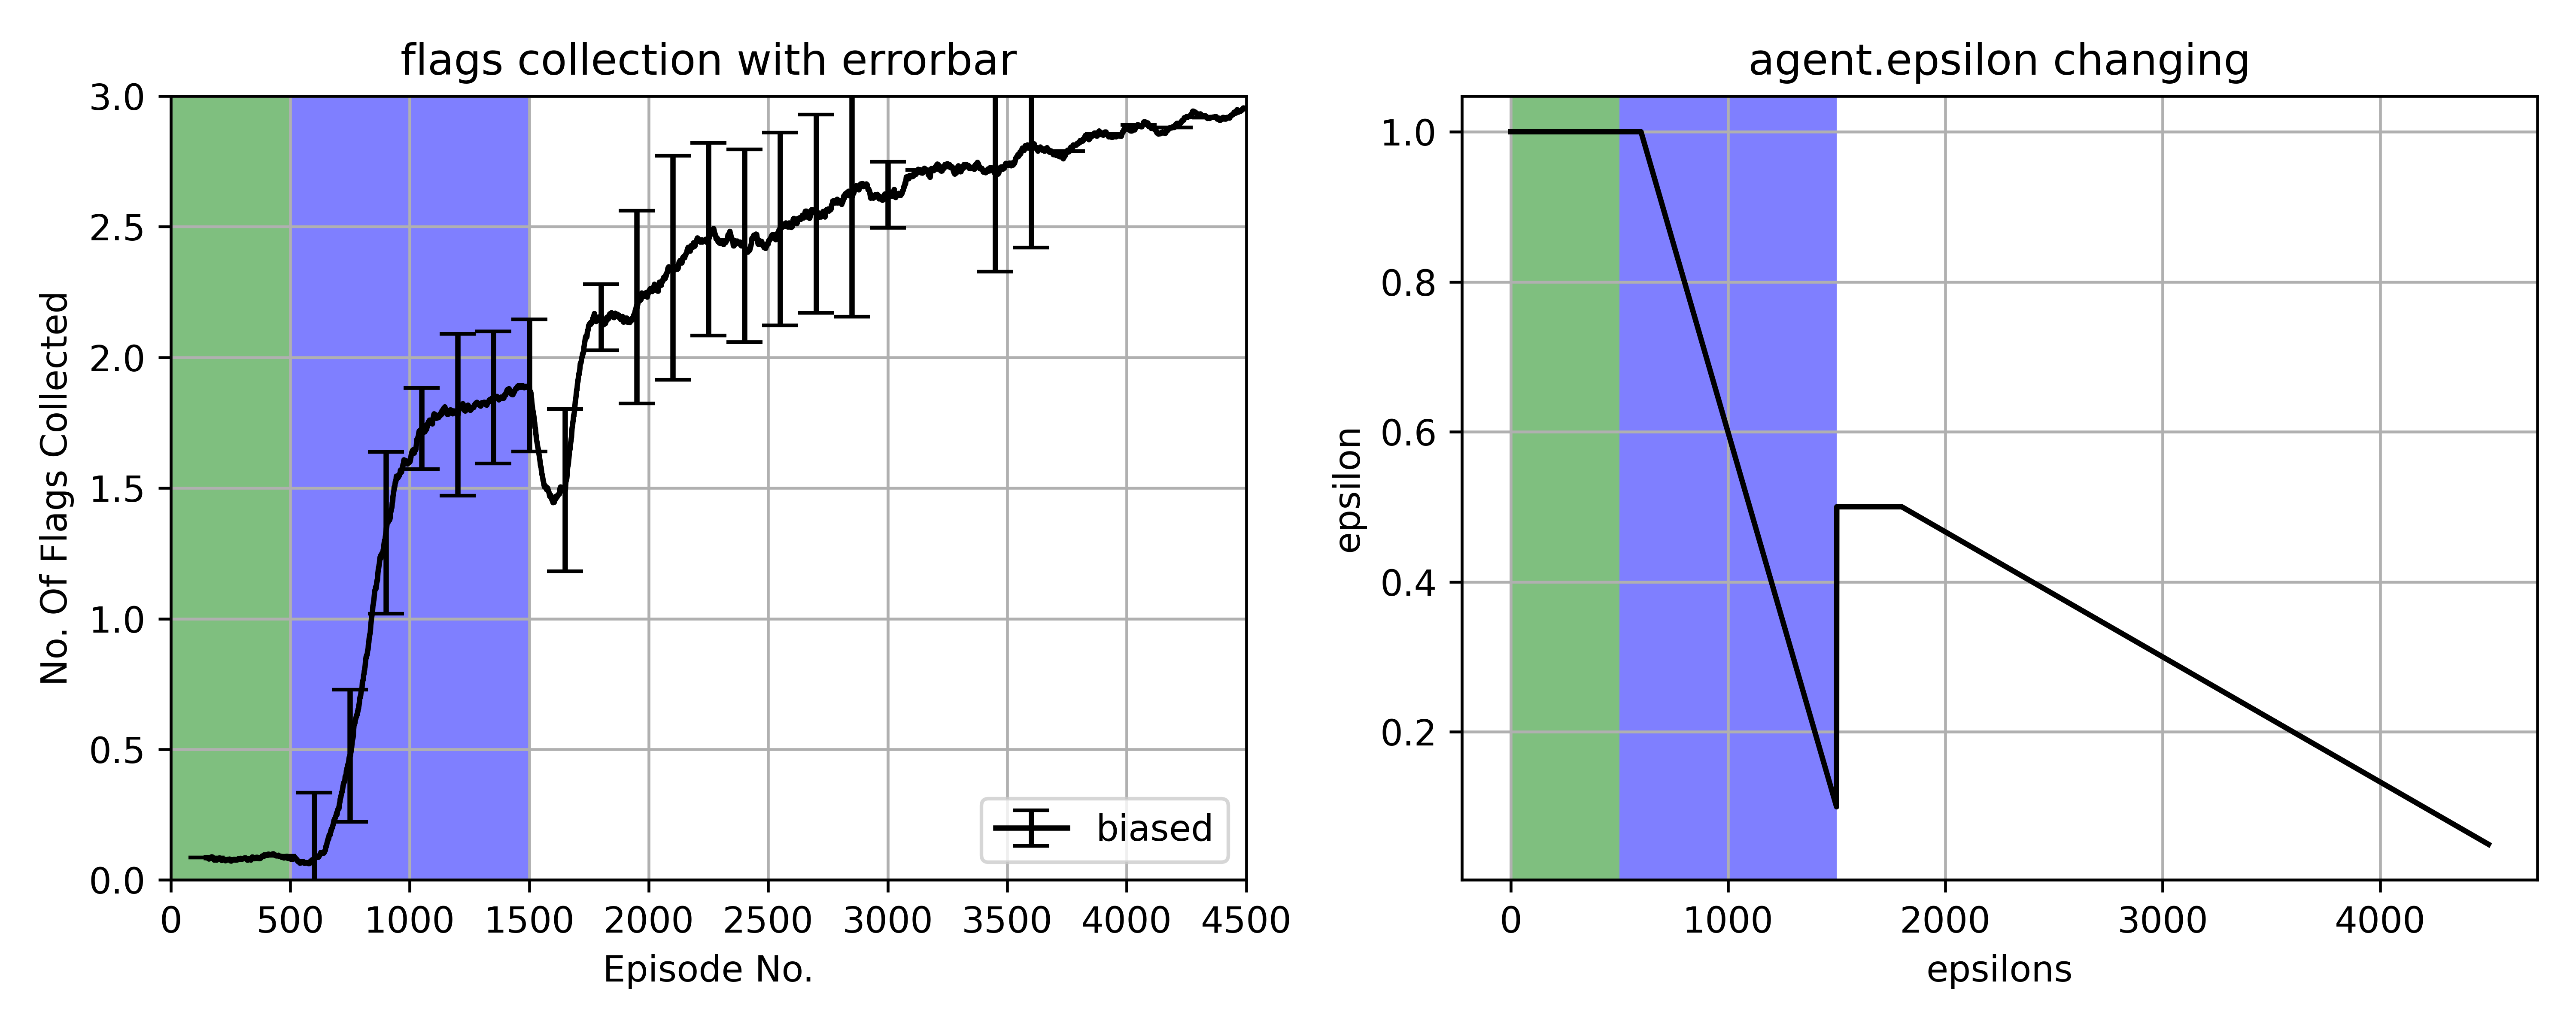 flags collection with errorbar
No. Of Flags Collected
3.0
2.5
2.0
1.5
1.0
0.5
0.0
0 500 1000 1500 2000 2500 3000 3500 4000 4500
Episode No.
biased
agent.epsilon changing
epsilon
1.0
0.8
0.6
0.4
0.2
0 1000 2000 3000 4000
epsilons